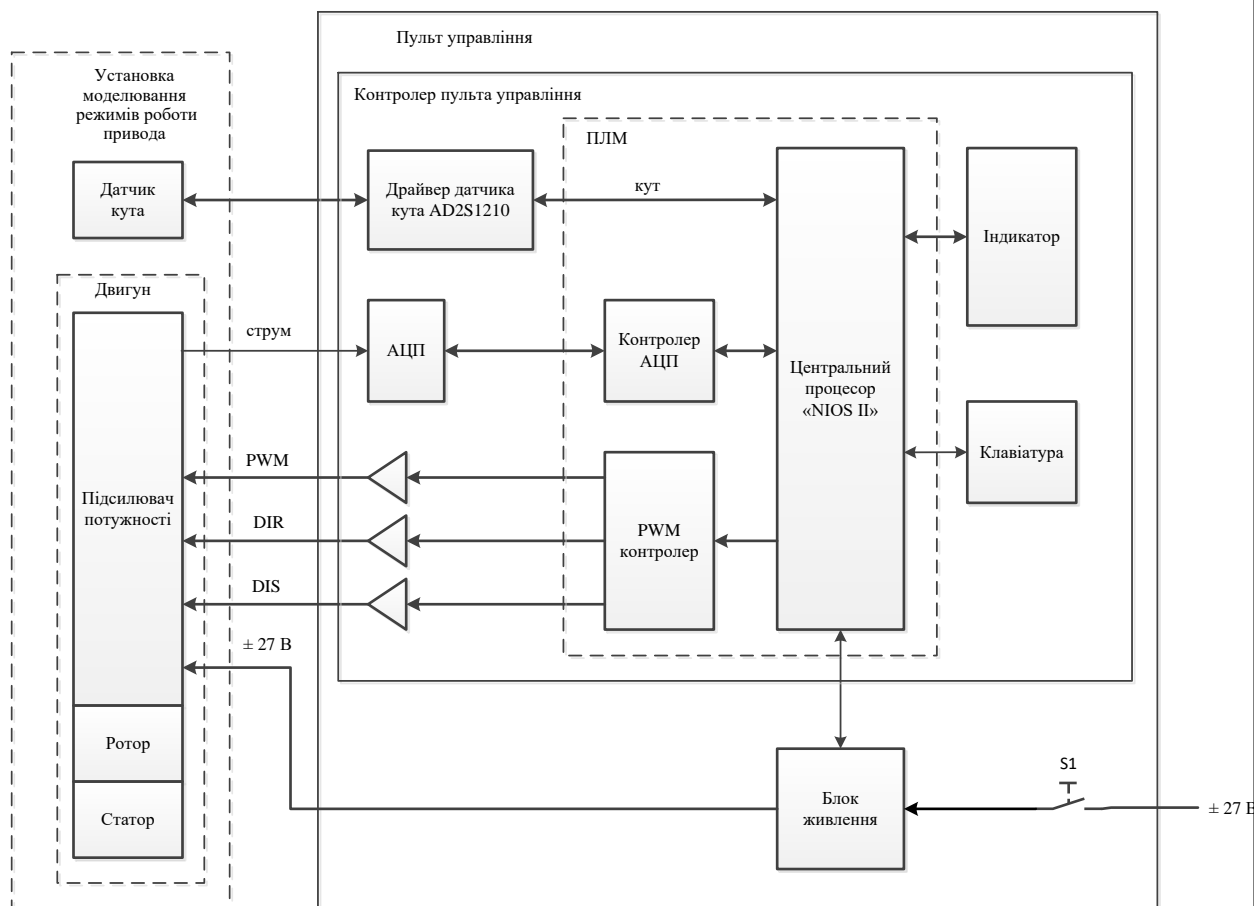 Пульт управління
Установка
моделювання
режимів роботи
привода
Контролер пульта управління
ПЛМ
Датчик
кута
Драйвер датчика
кута AD2S1210
кут
Індикатор
Двигун
струм
АЦП
Контролер
АЦП
Центральний
процесор
«NIOS II»
Клавіатура
PWM
Підсилювач
потужності
DIR
PWM
контролер
DIS
± 27 В
Ротор
Статор
Блок
живлення
S1
± 27 В